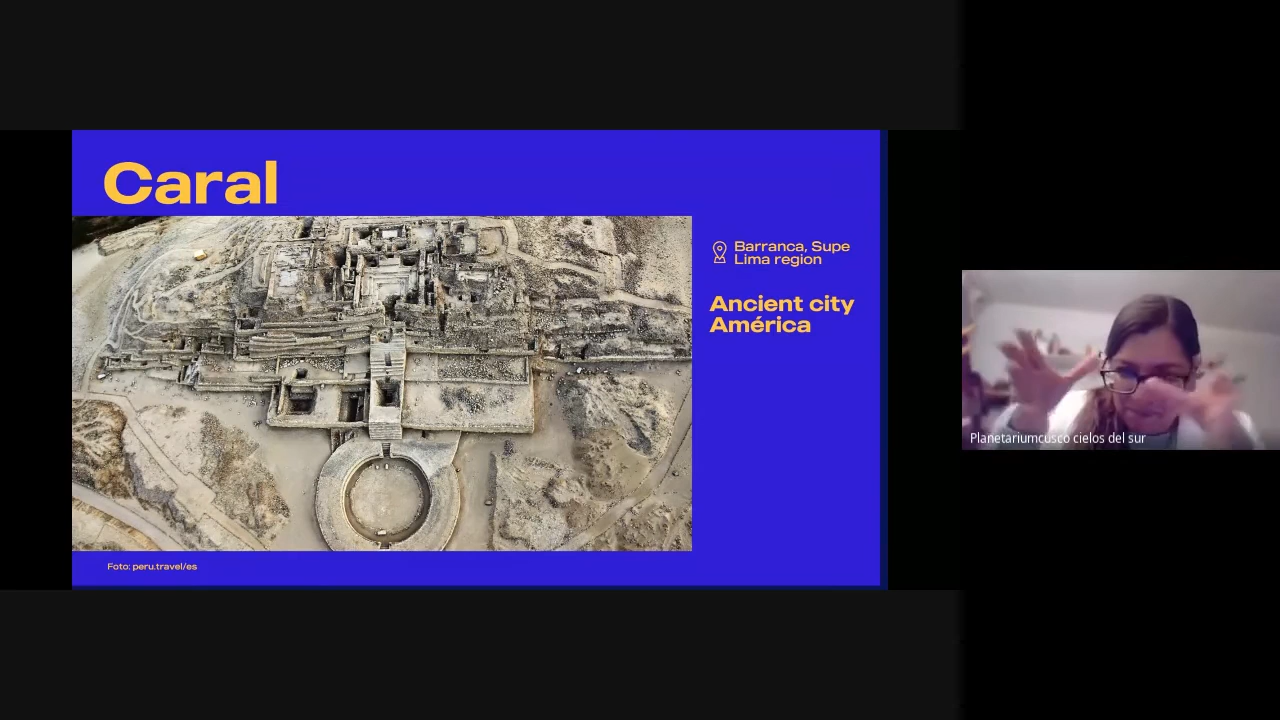 Caral
Barranca, Supe
Lima region
Ancient city
América
Foto: peru.travel/es
Planetariumcusco cielos del sur